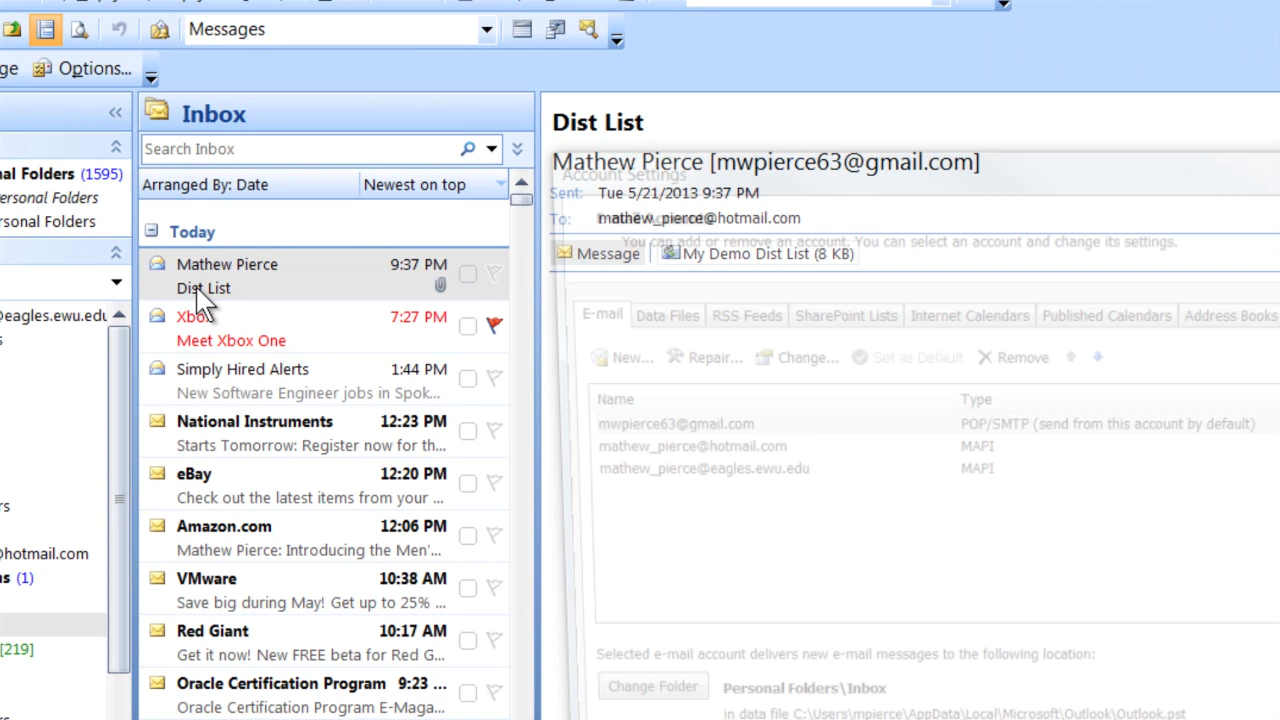 Messages
ge Options...
Inbox
Search Inbox
Arranged By: Date Newest on top
Today
Mathew Pierce 9:37 PM
Dist List
Xbox 7:27 PM
Meet Xbox One
Simply Hired Alerts 1:44 PM
New Software Engineer jobs in Spok...
National Instruments 12:23 PM
Starts Tomorrow: Register now for th...
eBay 12:20 PM
Check out the latest items from your ...
Amazon.com 12:06 PM
Mathew Pierce: Introducing the Men'...
VMware 10:38 AM
Save big during May! Get up to 25% ...
Red Giant 10:17 AM
Get it now! New FREE beta for Red G...
Oracle Certification Program 9:23 ...
Oracle Certification Program E-Maga...
al Folders (1595)
ersonal Folders
rsonal Folders
@eagles.ewu.edu
s
rs
@hotmail.com
ns (1)
[219]
rs
Dist List
Mathew Pierce [mwpierce63@gmail.com]
Account Settings
Sent: Tue 5/21/2013 9:37 PM
To: mathew_pierce@hotmail.com
You can add or remove an account. You can select an account and change its settings.
Message My Demo Dist List (8 KB)
E-mail Data Files RSS Feeds SharePoint Lists Internet Calendars Published Calendars Address Books
New... Repair... Change... Set as Default Remove
Name Type
mwpierce63@gmail.com POP/SMTP (send from this account by default)
mathew_pierce@hotmail.com MAPI
mathew_pierce@eagles.ewu.edu MAPI
Selected e-mail account delivers new e-mail messages to the following location:
Change Folder Personal Folders\Inbox
in data file C:\Users\mpierce\AppData\Local\Microsoft\Outlook\Outlook.pst